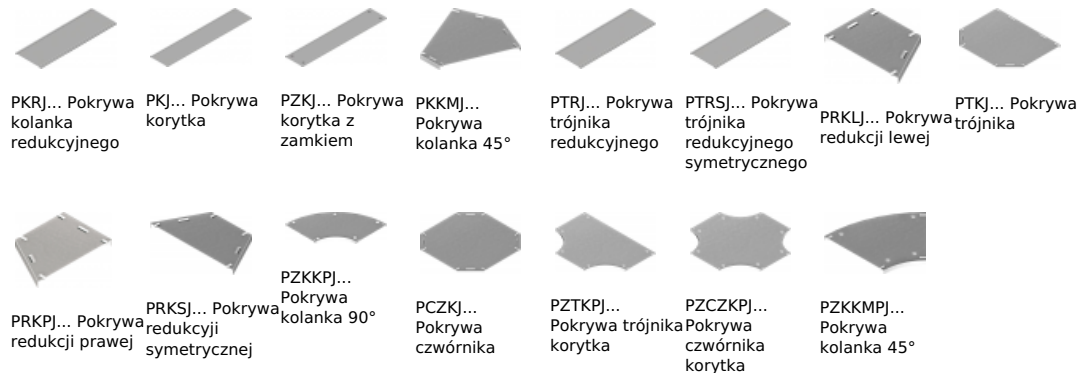 PKRJ... Pokrywa
kolanka
redukcyjnego
PKJ... Pokrywa
korytka
PZKJ... Pokrywa
korytka z
zamkiem
PKKMJ...
Pokrywa
kolanka 45°
PTRJ... Pokrywa
trójnika
redukcyjnego
PTRSJ... Pokrywa
trójnika
redukcyjnego
symetrycznego
PRKLJ... Pokrywa
redukcji lewej
PTKJ... Pokrywa
trójnika
PRKPJ... Pokrywa
redukcji prawej
PRKSJ... Pokrywa
redukcyji
symetrycznej
PZKKPJ...
Pokrywa
kolanka 90°
PCZKJ...
Pokrywa
czwórnika
PZTKPJ...
Pokrywa trójnika
korytka
PZCZKPJ...
Pokrywa
czwórnika
korytka
PZKKMPJ...
Pokrywa
kolanka 45°